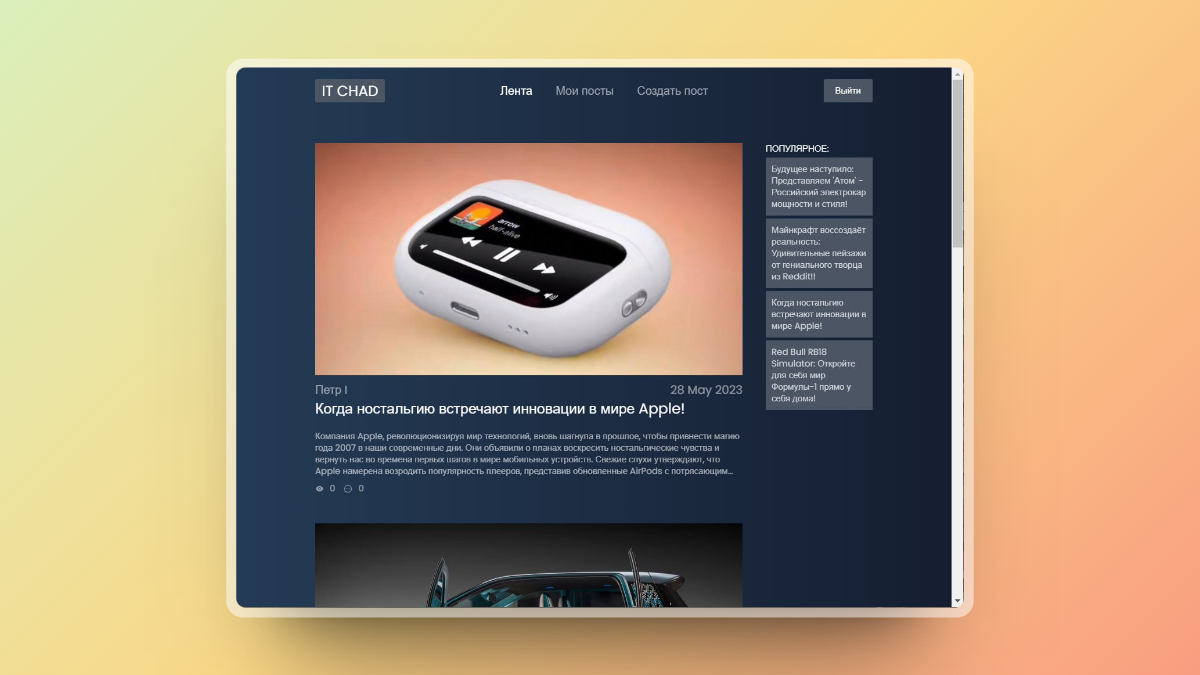 IT CHAD
Лента
Мои посты
Создать пост
Выйти
arrow
half·alive
Петр I
28 May 2023
Когда ностальгию встречают инновации в мире Apple!
Компания Apple, революционизируя мир технологий, вновь шагнула в прошлое, чтобы привнести магию
года 2007 в наши современные дни. Они объявили о планах воскресить ностальгические чувства и
вернуть нас во времена первых шагов в мире мобильных устройств. Свежие слухи утверждают, что
Apple намерена возродить популярность плееров, представив обновленные AirPods с потрясающим...
0
0
ПОПУЛЯРНОЕ:
Будущее наступило:
Представляем 'Атом' -
Российский электрокар
мощности и стиля!
Майнкрафт воссоздаёт
реальность:
Удивительные пейзажи
от гениального творца
из Reddit!!
Когда ностальгию
встречают инновации в
мире Apple!
Red Bull RB18
Simulator: Откройте
для себя мир
Формулы-1 прямо у
себя дома!